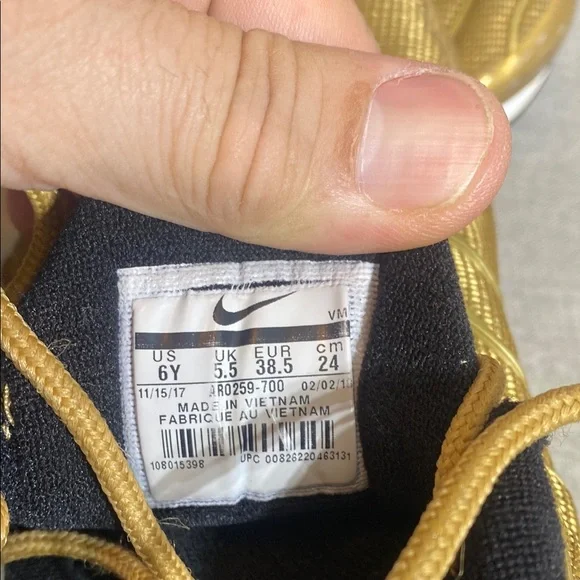 VM
US UK EUR cm
6Y 5.5 38.5 24
11/15/17 AR0259-700
MADE IN VIETNAM
FABRIQUE AU VIETNAM
108015398 UPC 00826220463131